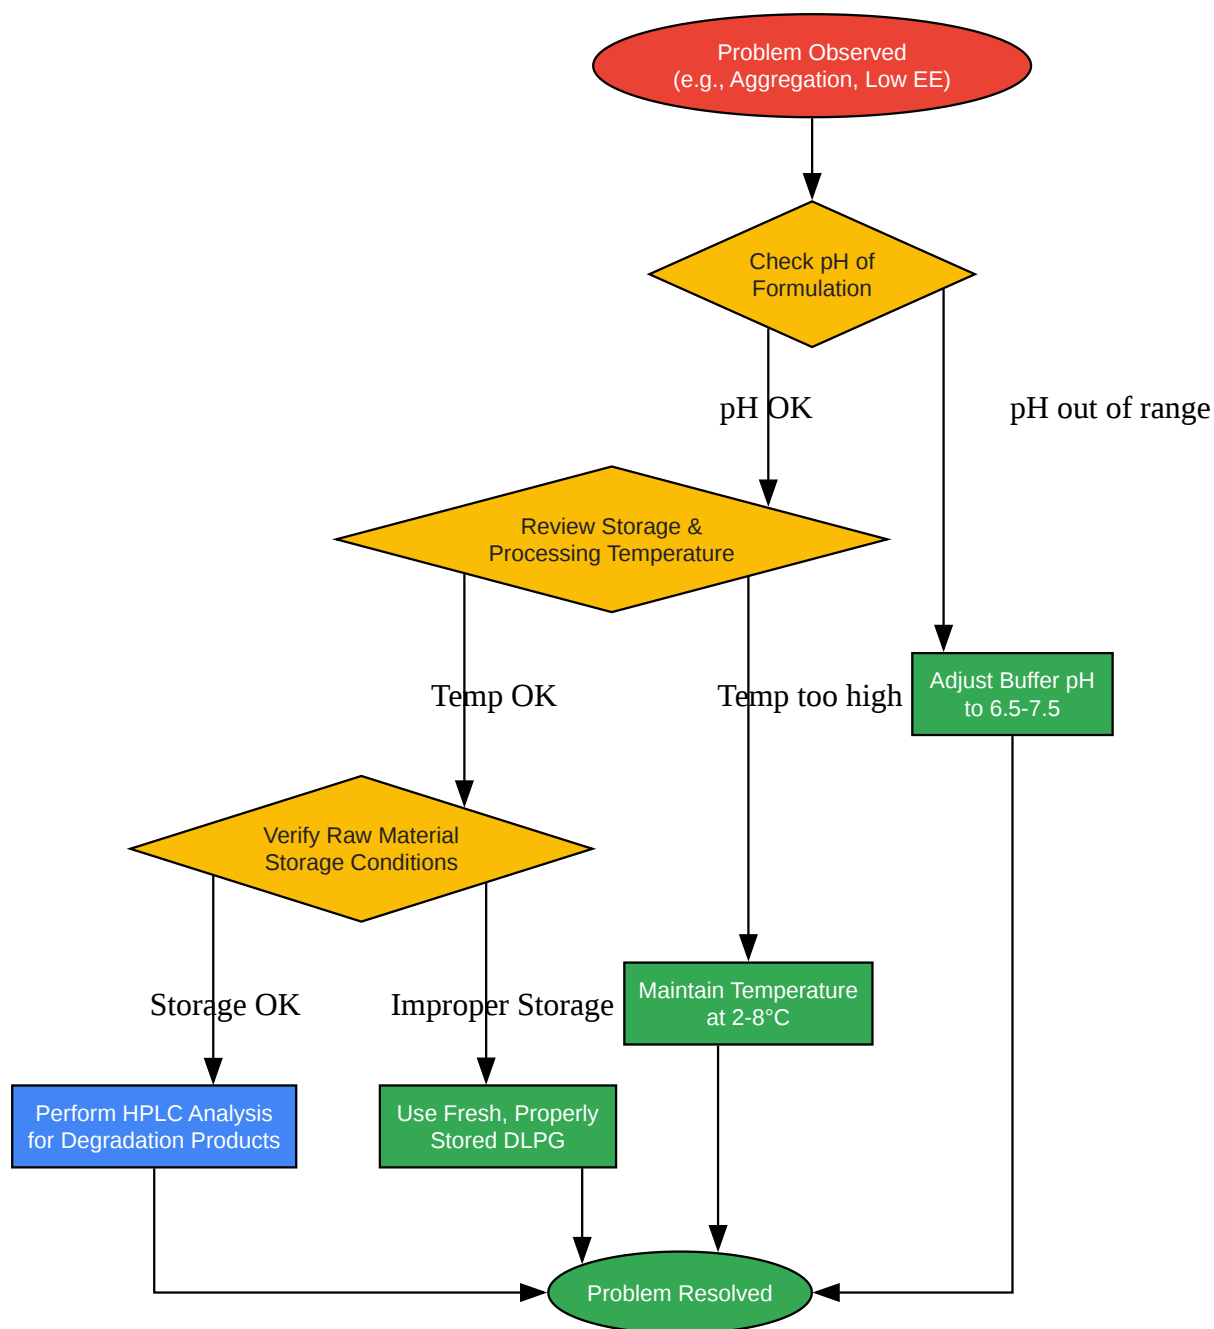 Problem Observed
(e.g., Aggregation, Low EE)
Check pH of
Formulation
pH OK
pH out of range
Review Storage &
Processing Temperature
Adjust Buffer pH
to 6.5-7.5
Temp OK
Temp too high
Verify Raw Material
Storage Conditions
Storage OK
Improper Storage
Maintain Temperature
at 2-8°C
Perform HPLC Analysis
for Degradation Products
Use Fresh, Properly
Stored DLPG
Problem Resolved